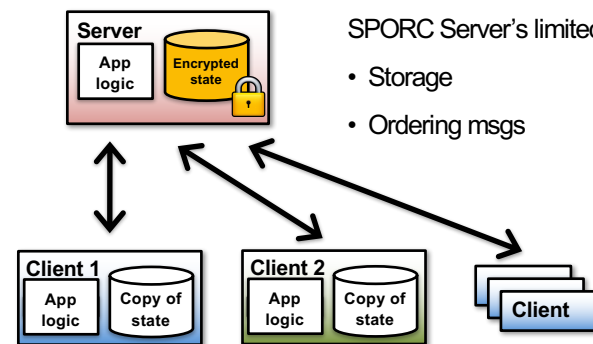 Server
App
logic
Encrypted
state
SPORC Server's limited
• Storage
• Ordering msgs
Client 1
App
logic
Copy of
state
Client 2
App
logic
Copy of
state
Client